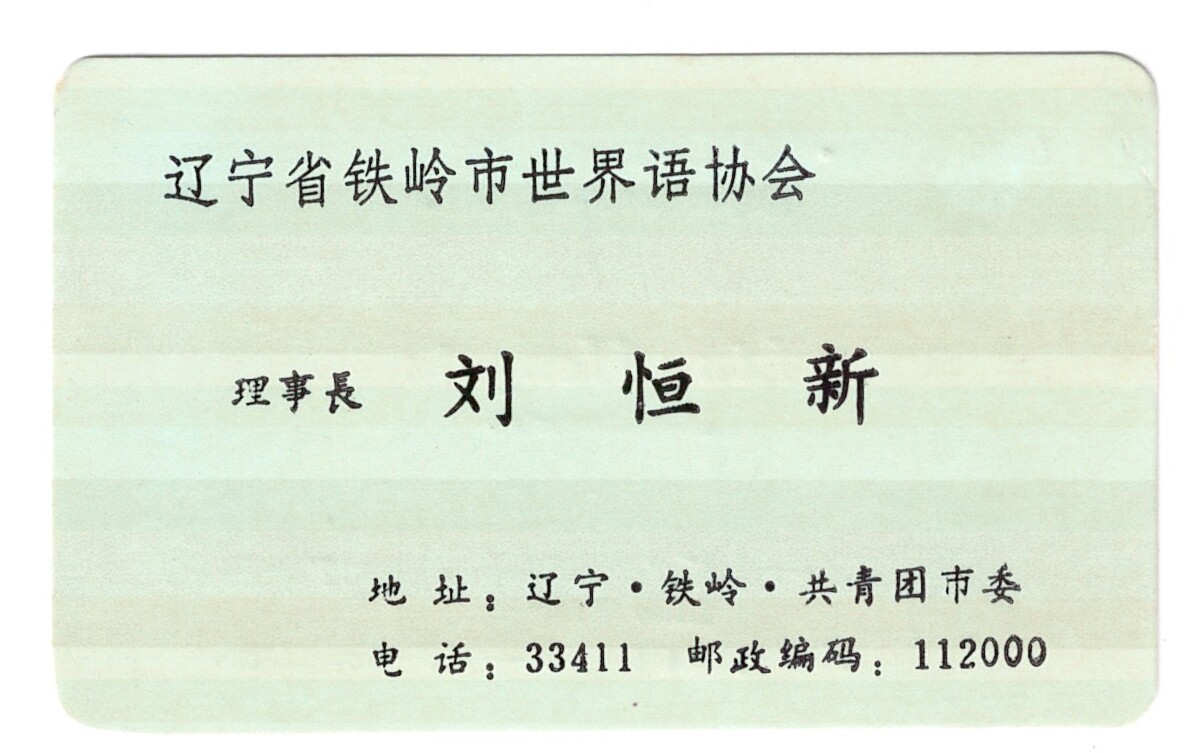 辽宁省铁岭市世界语协会
理事長 刘恒新
地址：辽宁·铁岭·共青团市委
电话：33411 邮政编码：112000